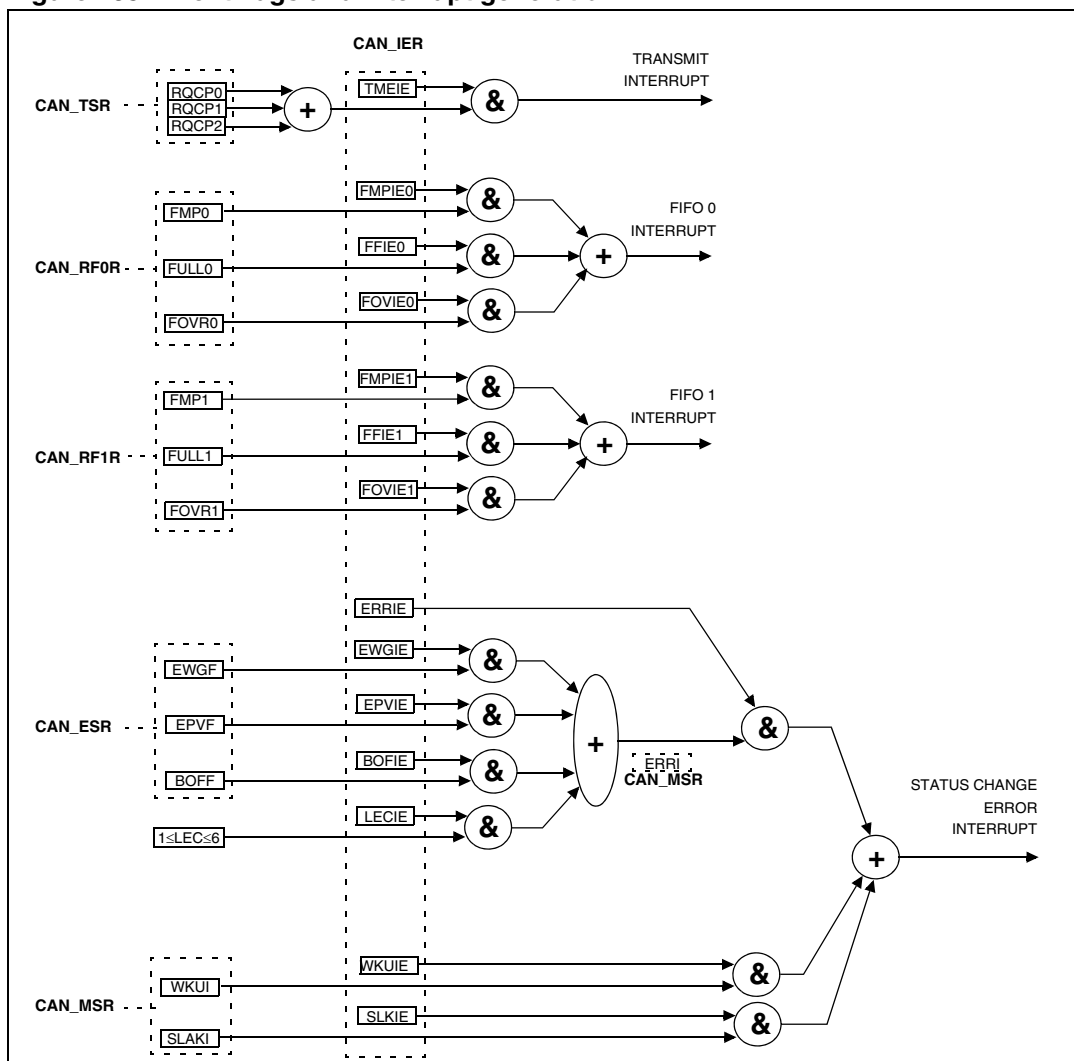 CAN_IER
TRANSMIT
INTERRUPT
CAN_TSR
RQCP0
RQCP1
RQCP2
+
TMEIE
&
FMPIE0
&
FMP0
FIFO 0
INTERRUPT
CAN_RF0R
FULL0
FFIE0
&
+
FOVIE0
&
FOVR0
FMPIE1
&
FMP1
FIFO 1
INTERRUPT
CAN_RF1R
FULL1
FFIE1
&
+
FOVIE1
&
FOVR1
ERRIE
EWGIE
&
EWGF
CAN_ESR
EPVF
EPVIE
&
+
&
ERRI
CAN_MSR
BOFIE
&
BOFF
LECIE
&
1≤LEC≤6
STATUS CHANGE
ERROR
INTERRUPT
+
WKUIE
&
WKUI
CAN_MSR
SLKIE
&
SLAKI